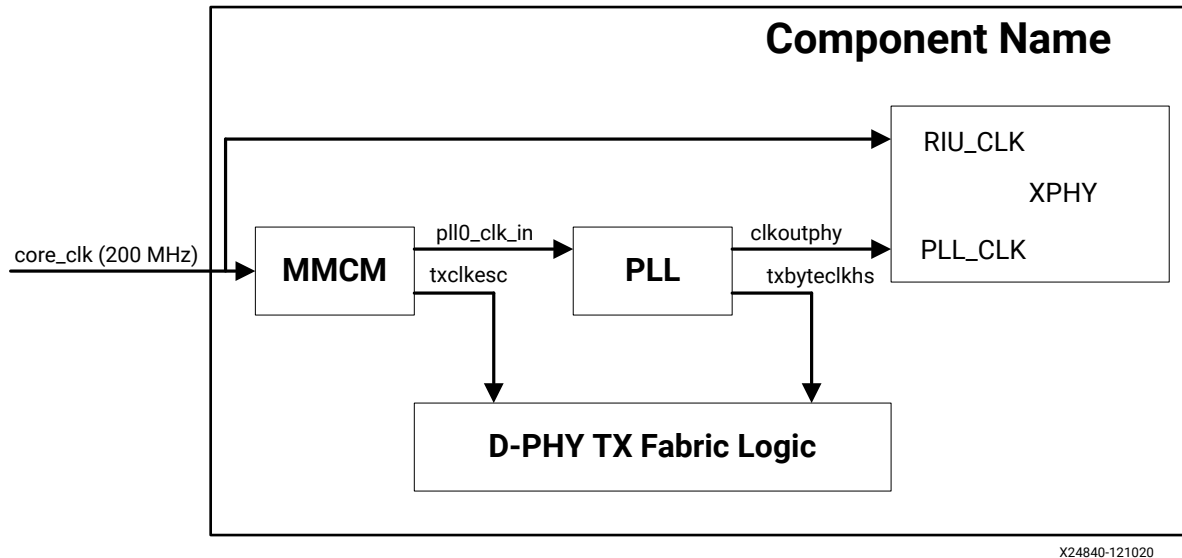 Component Name
RIU_CLK
XPHY
core_clk (200 MHz)
MMCM
pll0_clk_in
txclkesc
PLL
clkoutphy
txbyteclkhs
PLL_CLK
D-PHY TX Fabric Logic
X24840-121020